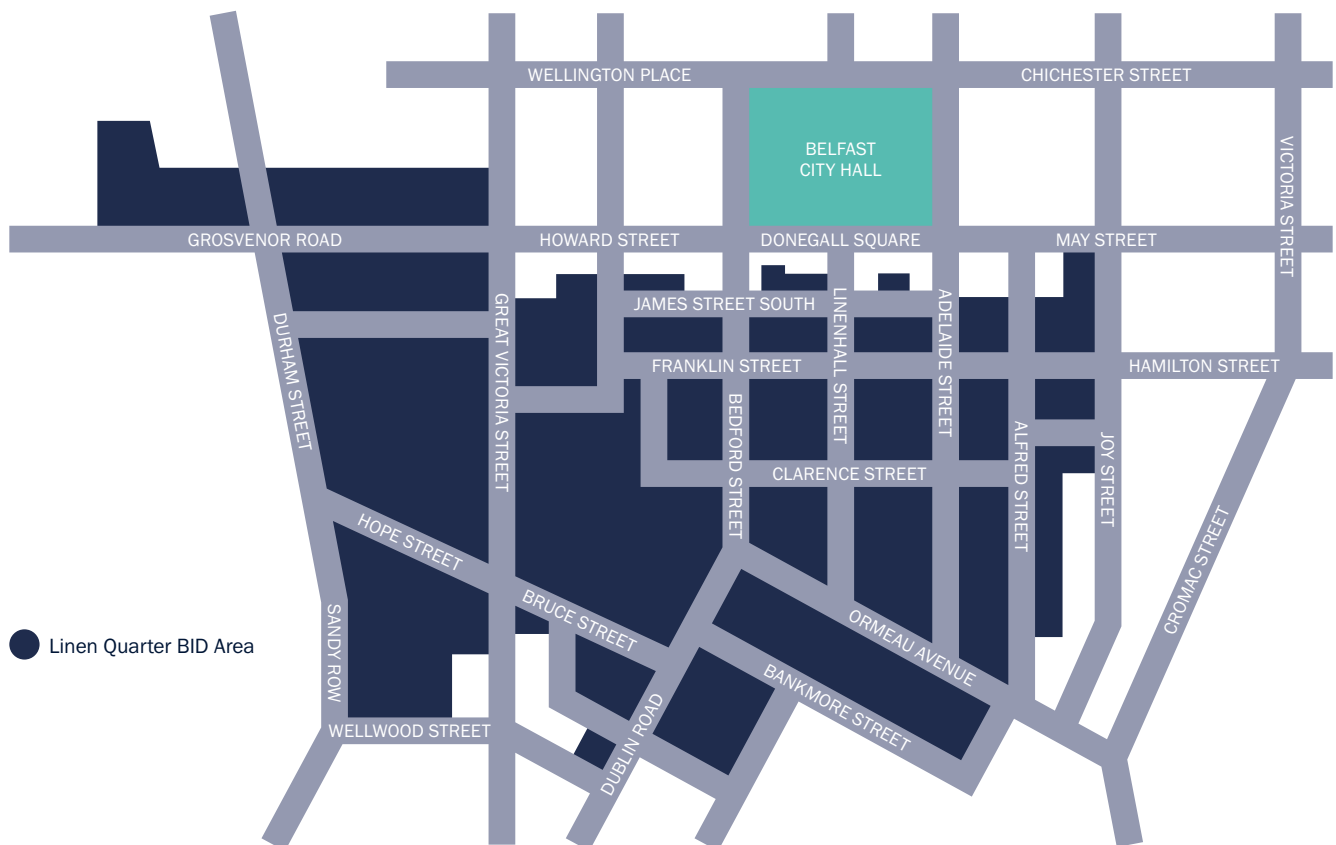 WELLINGTON PLACE
CHICHESTER STREET
BELFAST
CITY HALL
VICTORIA STREET
GROSVENOR ROAD
HOWARD STREET
DONEGALL SQUARE
MAY STREET
JAMES STREET SOUTH
GREAT VICTORIA STREET
LINENHALL STREET
ADELAIDE STREET
DURHAM STREET
FRANKLIN STREET
HAMILTON STREET
BEDFORD STREET
ALFRED STREET
JOY STREET
CLARENCE STREET
HOPE STREET
CROMAC STREET
BRUCE STREET
SANDY ROW
ORMEAU AVENUE
Linen Quarter BID Area
BANKMORE STREET
DUBLIN ROAD
WELLWOOD STREET